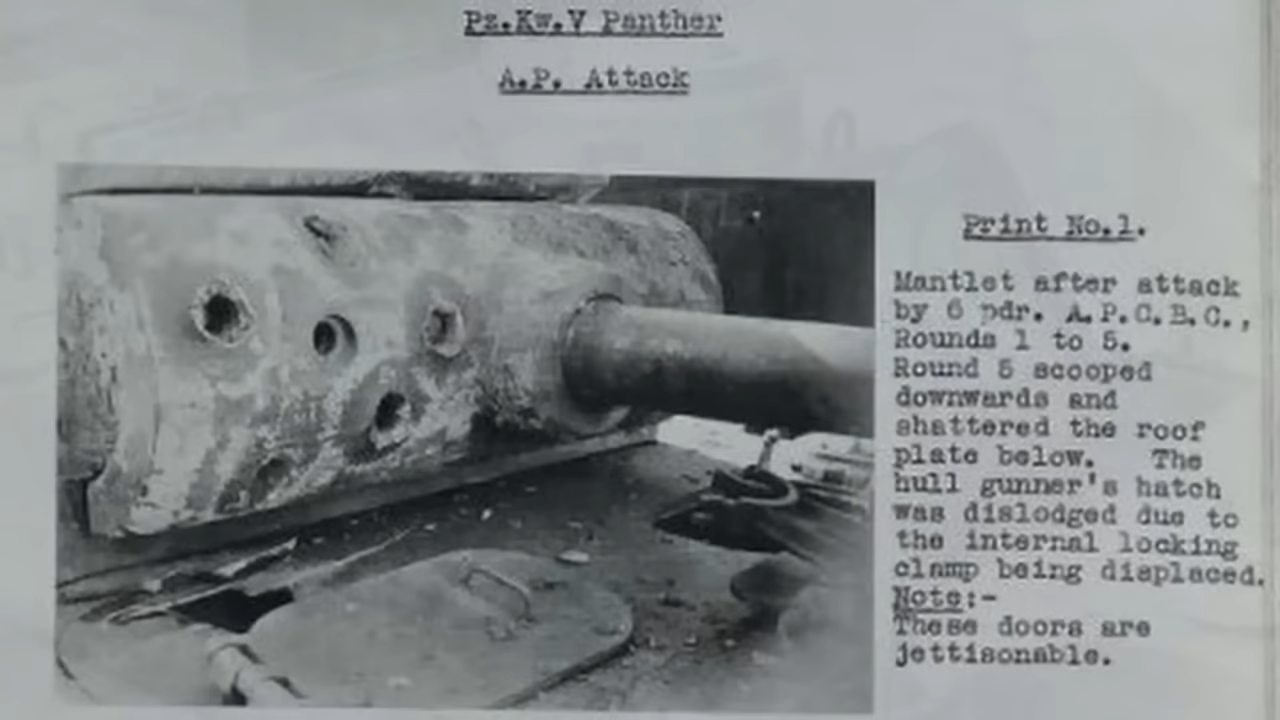 Pz.Kw.V Panther
A.P. Attack
Print No.1.
Mantlet after attack
by 6 pdr. A.P.C.B.C.,
Rounds 1 to 5.
Round 5 scooped
downwards and
shattered the roof
plate below. The
hull gunner's hatch
was dislodged due to
the internal locking
clamp being displaced.
Note:-
These doors are
jettisonable.